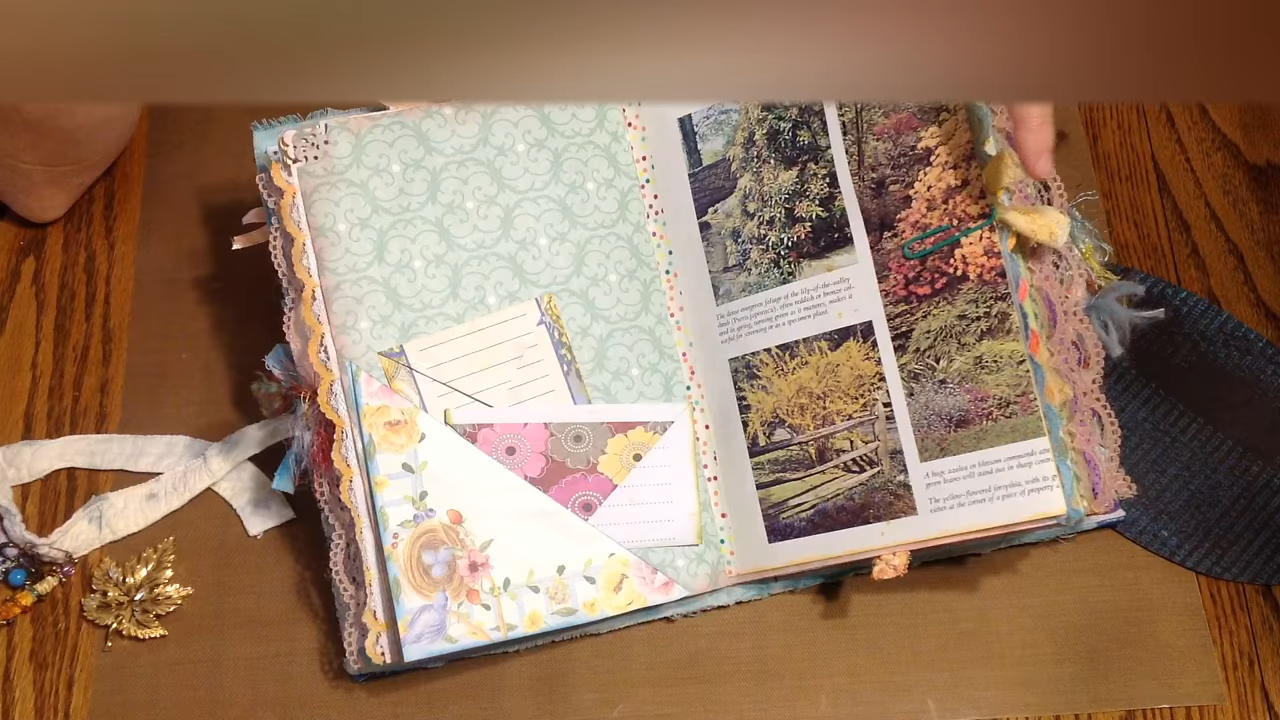 The dense evergreen foliage of the lily-of-the-valley
shrub (Pieris japonica), often reddish or bronze col-
ored in spring, turning green as it matures, makes it
useful for screening or as a specimen plant.
A huge azalea in blossom commands
green leaves will stand out in sharp
The yellow-flowered forsythia, with its
either at the corner of a piece of property